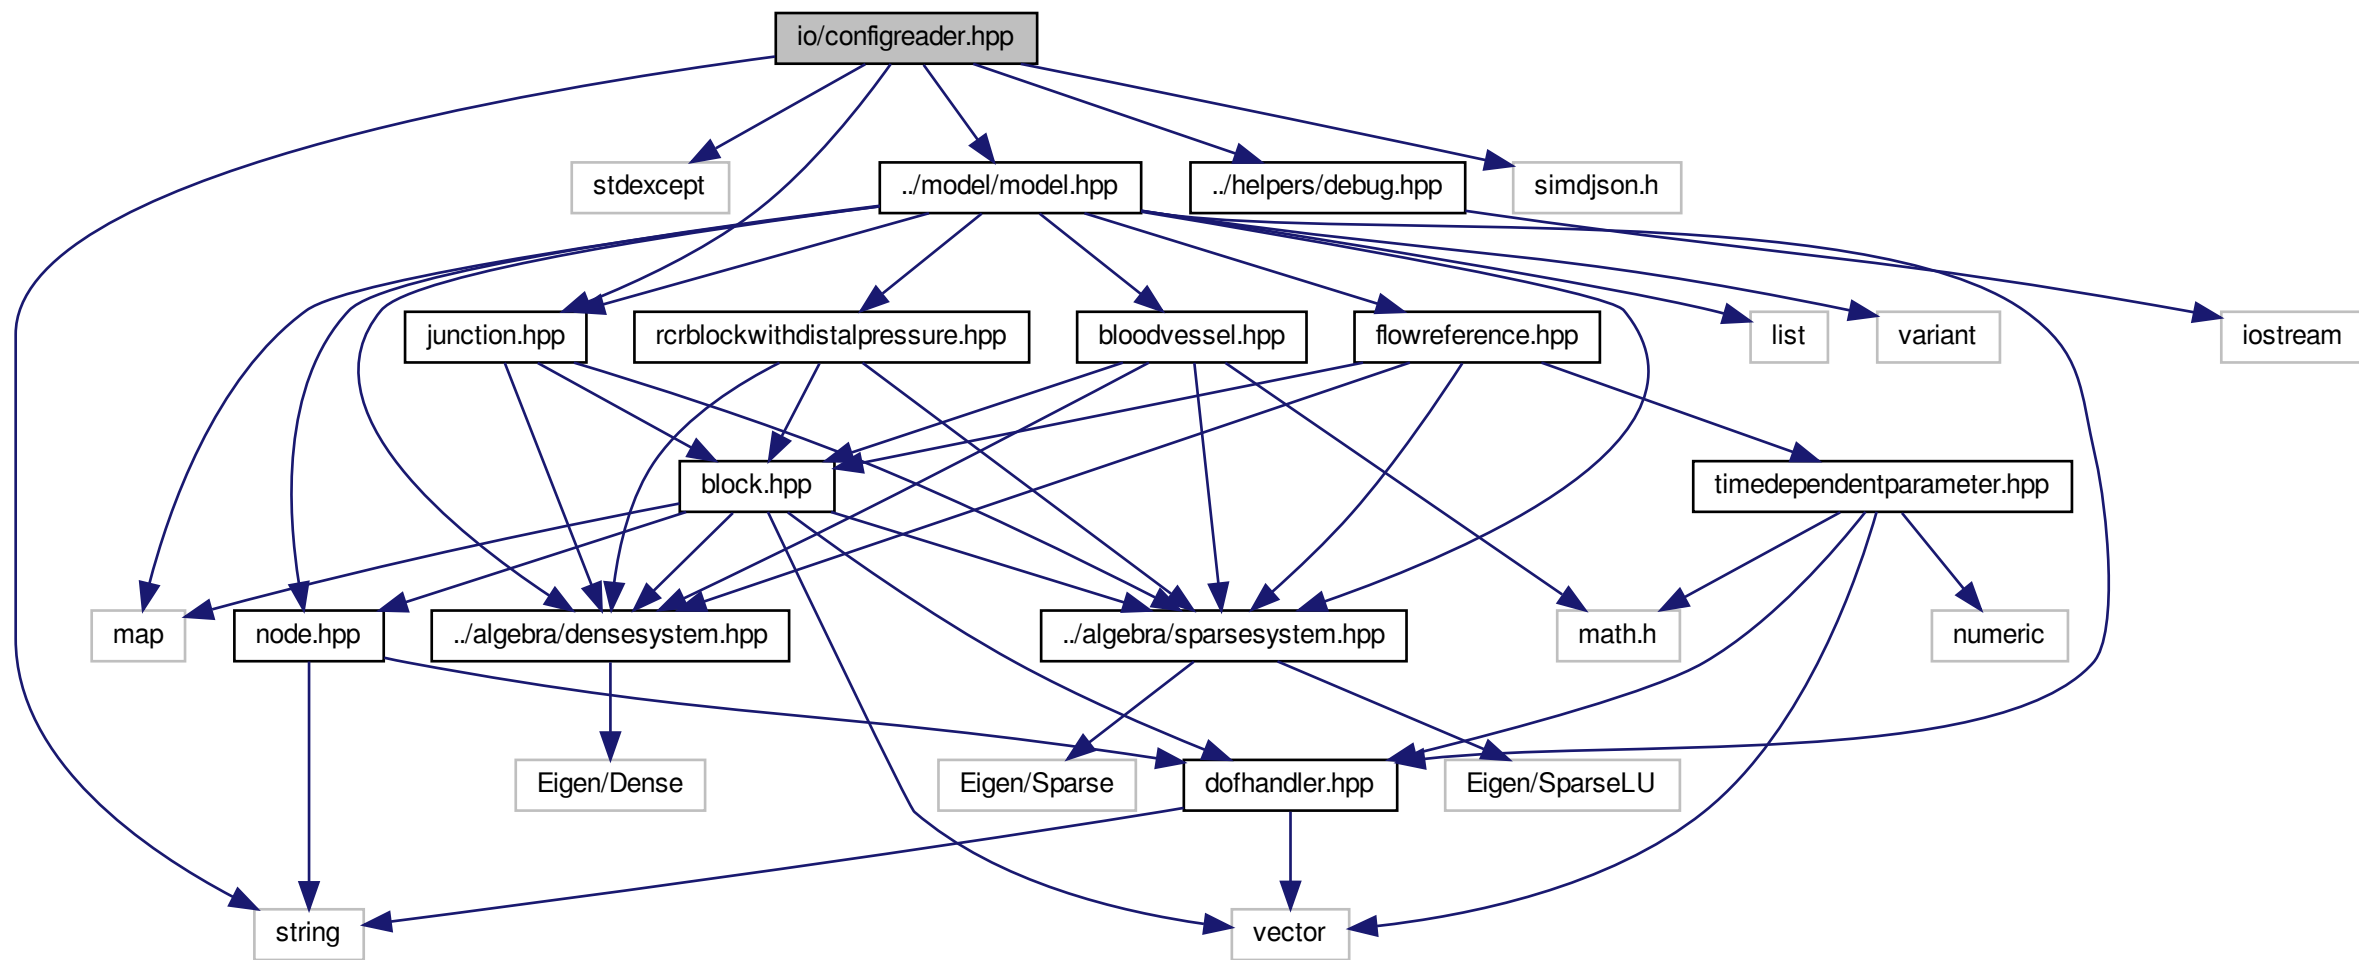 io/configreader.hpp
stdexcept
../model/model.hpp
../helpers/debug.hpp
simdjson.h
junction.hpp
rcrblockwithdistalpressure.hpp
bloodvessel.hpp
flowreference.hpp
list
variant
iostream
block.hpp
timedependentparameter.hpp
map
node.hpp
../algebra/densesystem.hpp
../algebra/sparsesystem.hpp
math.h
numeric
Eigen/Dense
Eigen/Sparse
dofhandler.hpp
Eigen/SparseLU
string
vector